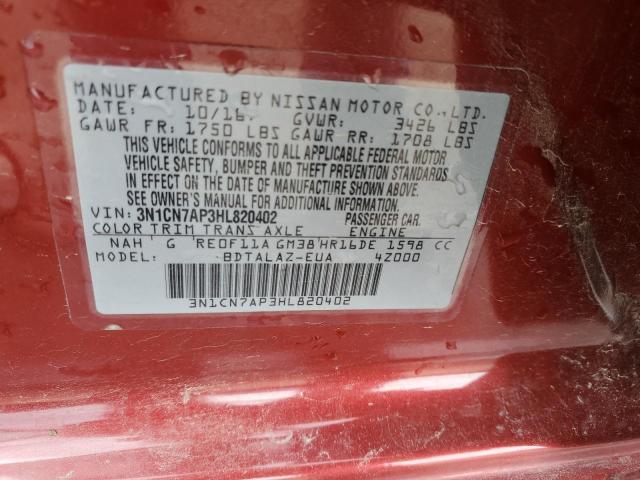 MANUFACTURED BY NISSAN MOTOR CO.,LTD.
DATE: 10/16. GVWR: 3426 LBS
GAWR FR: 1750 LBS GAWR RR: 1708 LBS
THIS VEHICLE CONFORMS TO ALL APPLICABLE FEDERAL MOTOR
VEHICLE SAFETY, BUMPER AND THEFT PREVENTION STANDARDS
IN EFFECT ON THE DATE OF MANUFACTURE SHOWN ABOVE.
SEE OWNER'S MANUAL FOR ADDITIONAL INFORMATION.
VIN: 3N1CN7AP3HL820402 PASSENGER CAR.
COLOR TRIM TRANS AXLE ENGINE
NAH G RE0F11A GM38 HR16DE 1598 CC
MODEL: BDTALAZ-EUA 4Z000
3N1CN7AP3HL820402